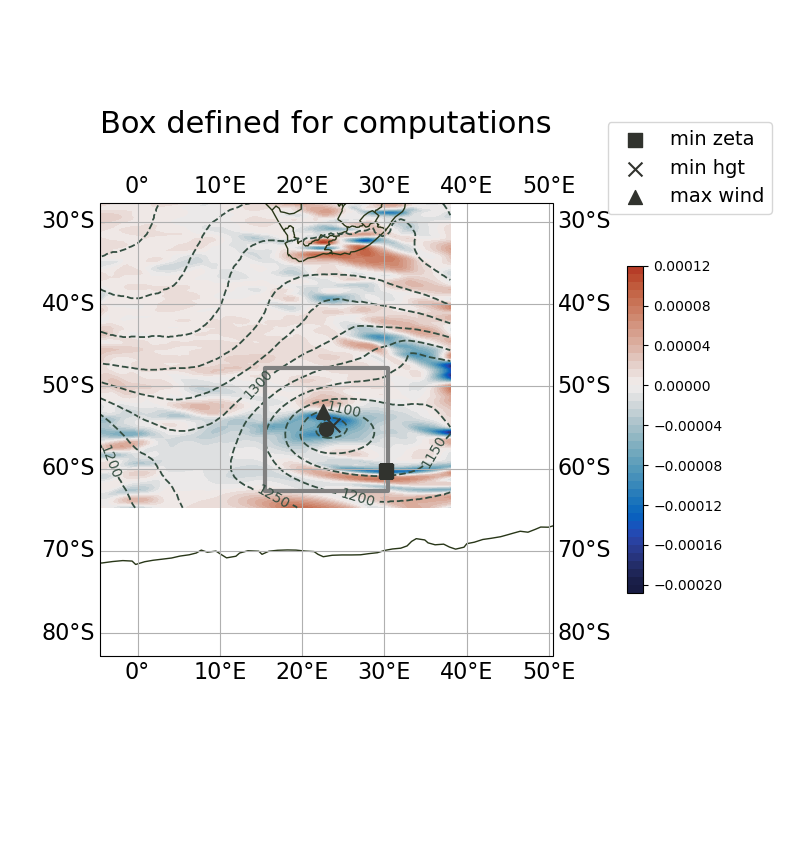 Box defined for computations
min zeta
min hgt
max wind
0° 10°E 20°E 30°E 40°E 50°E
30°S 30°S
40°S 40°S
50°S 50°S
60°S 60°S
70°S 70°S
80°S 80°S
0° 10°E 20°E 30°E 40°E 50°E
1300
1100
1150
1200
1250
1200
0.00012
0.00008
0.00004
0.00000
−0.00004
−0.00008
−0.00012
−0.00016
−0.00020